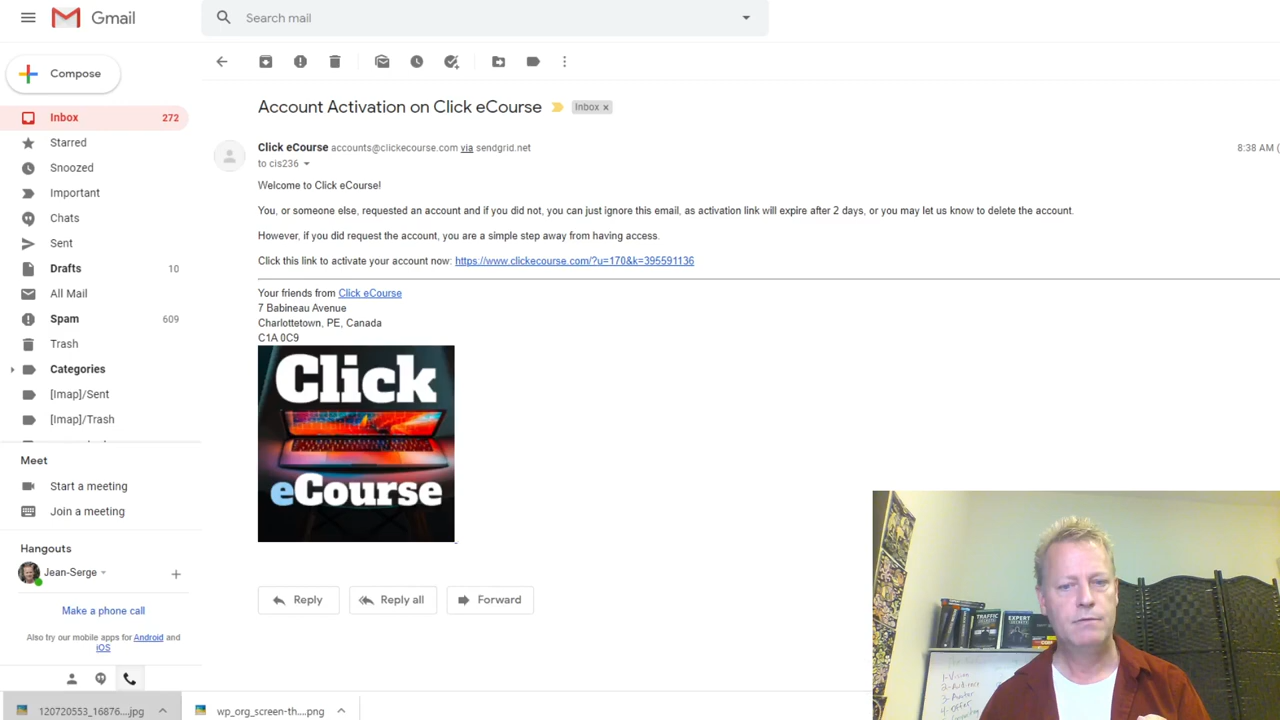 Gmail
Search mail
Compose
Inbox 272
Starred
Snoozed
Important
Chats
Sent
Drafts 10
All Mail
Spam 609
Trash
Categories
[Imap]/Sent
[Imap]/Trash
Meet
Start a meeting
Join a meeting
Hangouts
Jean-Serge
Make a phone call
Also try our mobile apps for Android and
iOS
Account Activation on Click eCourse Inbox x
Click eCourse accounts@clickecourse.com via sendgrid.net 8:38 AM (
to cis236
Welcome to Click eCourse!
You, or someone else, requested an account and if you did not, you can just ignore this email, as activation link will expire after 2 days, or you may let us know to delete the account.
However, if you did request the account, you are a simple step away from having access.
Click this link to activate your account now: https://www.clickecourse.com/?u=170&k=395591136
Your friends from Click eCourse
7 Babineau Avenue
Charlottetown, PE, Canada
C1A 0C9
Click
eCourse
Reply
Reply all
Forward
TRAFFIC
SECRETS
EXPERT
SECRETS
1-Vision
120720553_16876....jpg
wp_org_screen-th....png